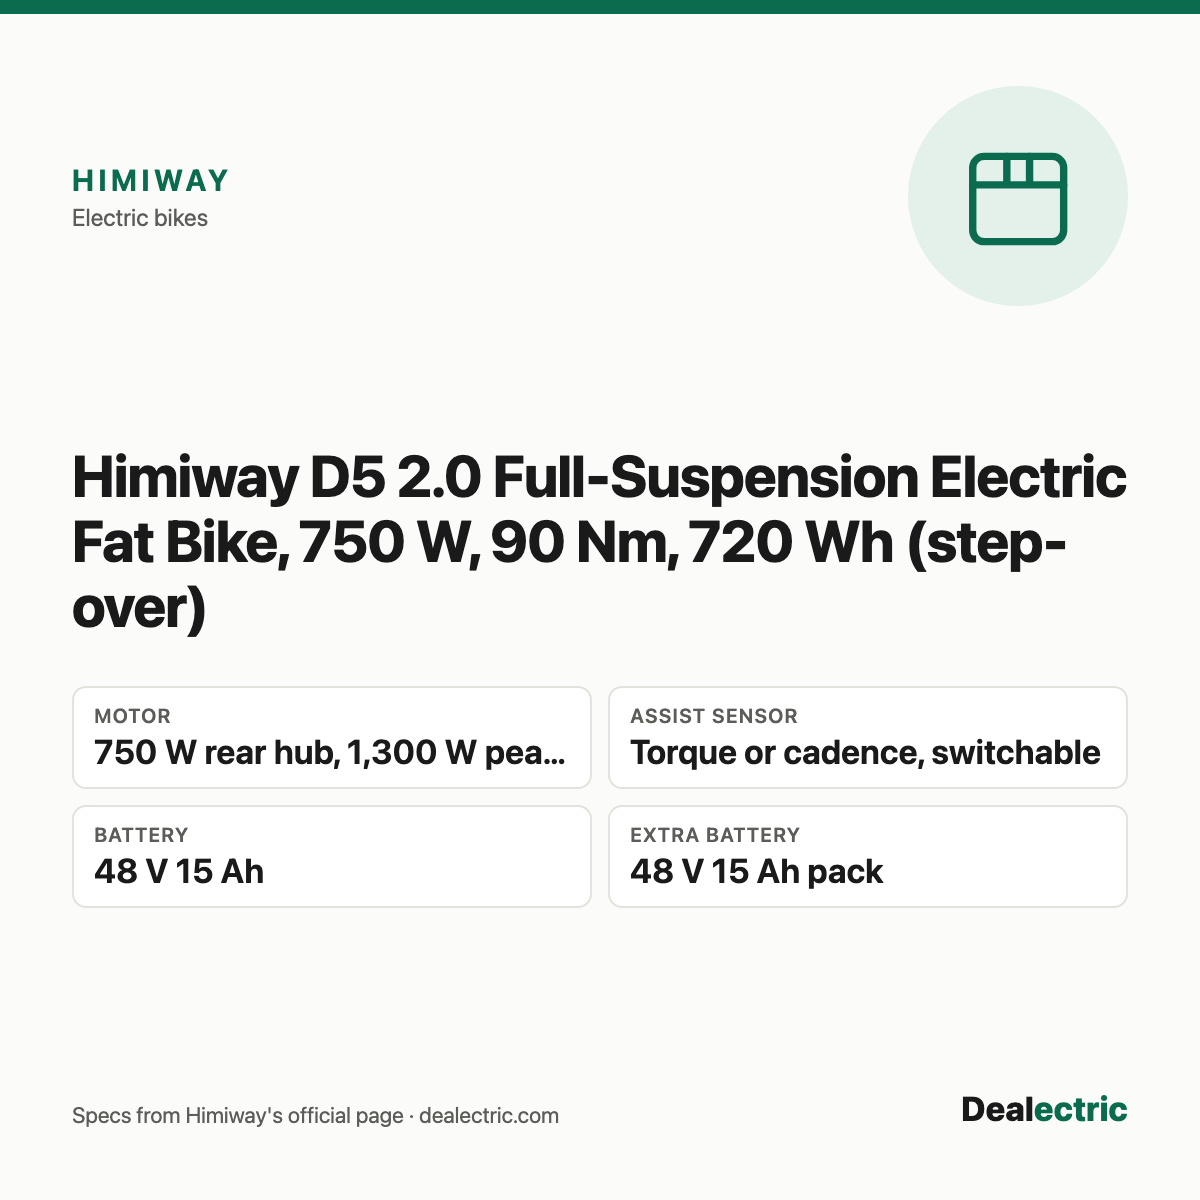 HIMIWAY
Electric bikes
Himiway D5 2.0 Full-Suspension Electric
Fat Bike, 750 W, 90 Nm, 720 Wh (step-
over)
MOTOR
750 W rear hub, 1,300 W pea...
ASSIST SENSOR
Torque or cadence, switchable
BATTERY
48 V 15 Ah
EXTRA BATTERY
48 V 15 Ah pack
Specs from Himiway's official page · dealectric.com
Dealectric